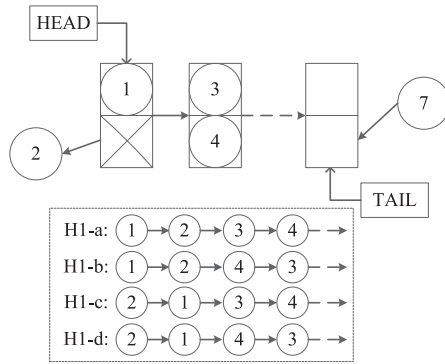 HEAD
1
3
7
2
4
TAIL
H1-a: 1 2 3 4
H1-b: 1 2 4 3
H1-c: 2 1 3 4
H1-d: 2 1 4 3